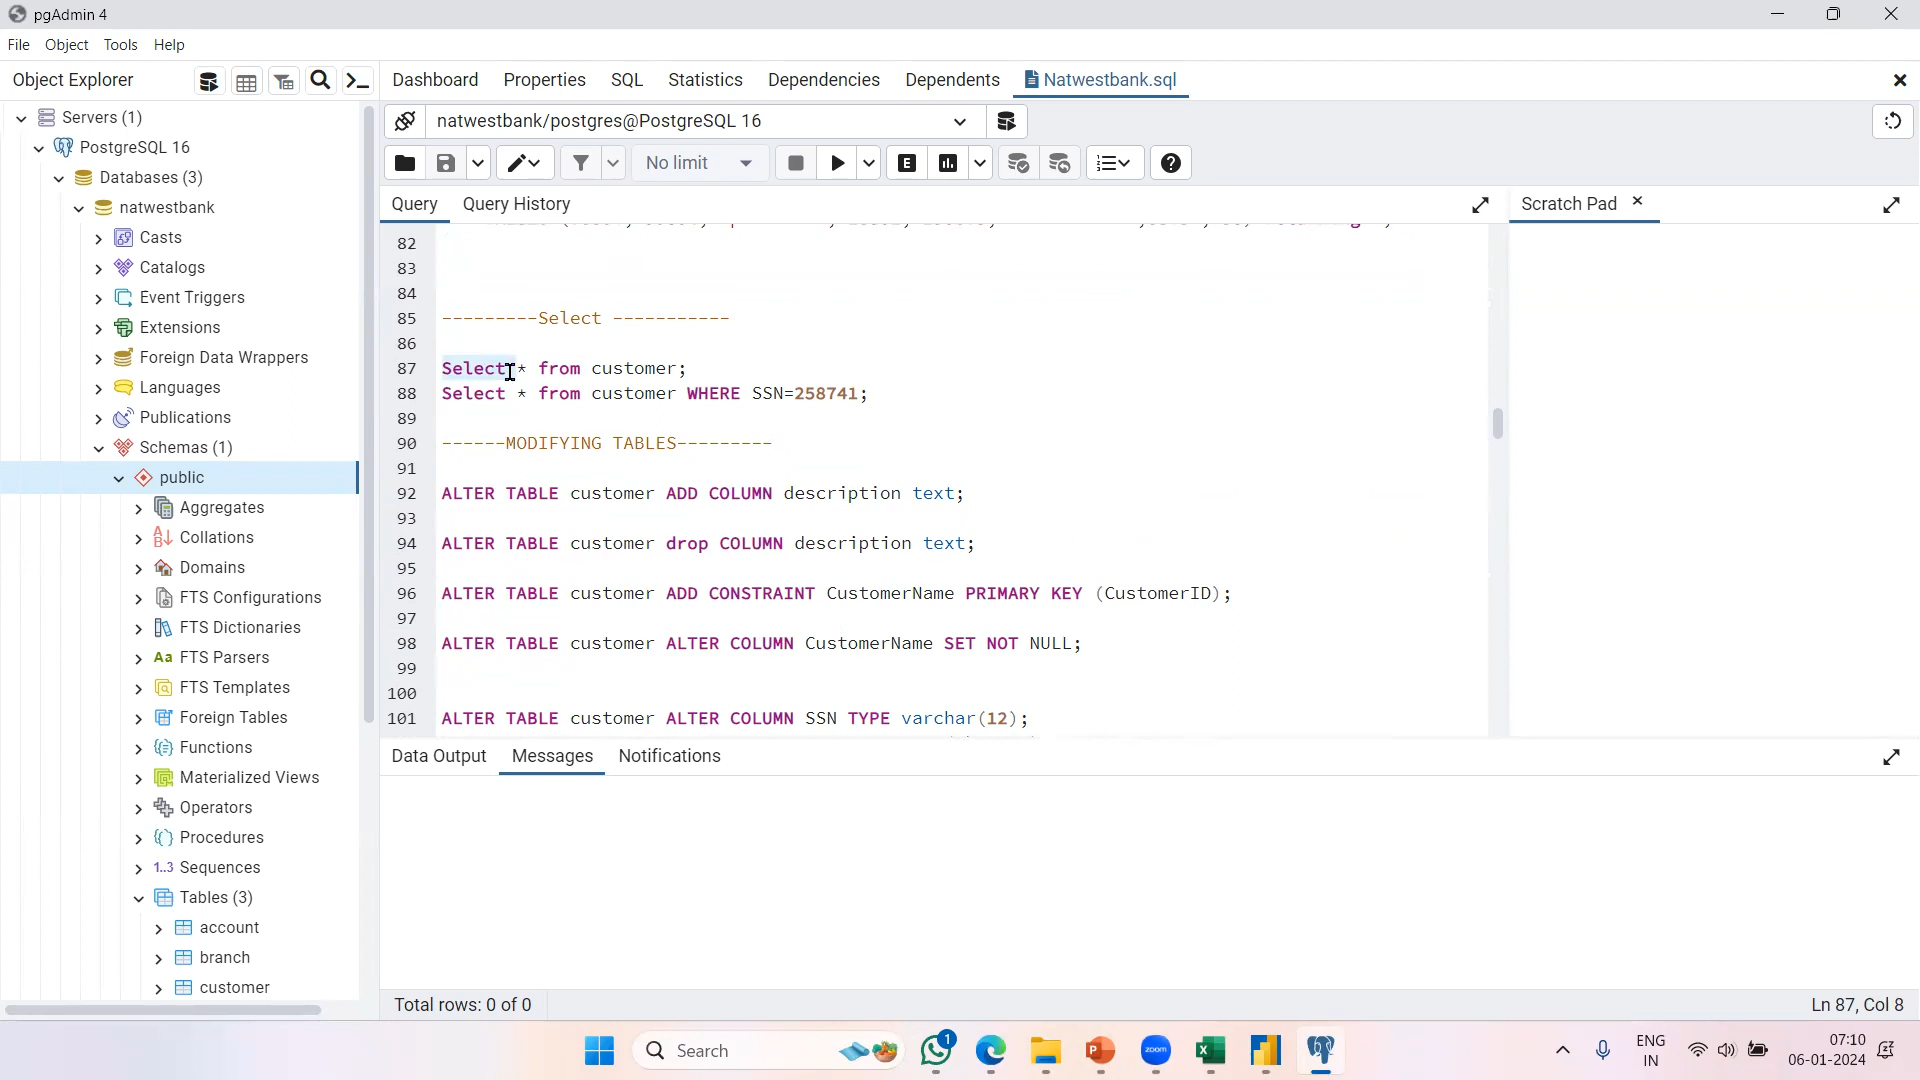 pgAdmin 4
File Object Tools Help
Object Explorer
Dashboard Properties SQL Statistics Dependencies Dependents Natwestbank.sql
natwestbank/postgres@PostgreSQL 16
No limit
E
Query Query History
Scratch Pad
Servers (1)
PostgreSQL 16
Databases (3)
natwestbank
Casts
Catalogs
Event Triggers
Extensions
Foreign Data Wrappers
Languages
Publications
Schemas (1)
public
Aggregates
Collations
Domains
FTS Configurations
FTS Dictionaries
FTS Parsers
FTS Templates
Foreign Tables
Functions
Materialized Views
Operators
Procedures
1..3 Sequences
Tables (3)
account
branch
customer
82
83
84
85 ---------Select -----------
86
87 Select * from customer;
88 Select * from customer WHERE SSN=258741;
89
90 ------MODIFYING TABLES---------
91
92 ALTER TABLE customer ADD COLUMN description text;
93
94 ALTER TABLE customer drop COLUMN description text;
95
96 ALTER TABLE customer ADD CONSTRAINT CustomerName PRIMARY KEY (CustomerID);
97
98 ALTER TABLE customer ALTER COLUMN CustomerName SET NOT NULL;
99
100
101 ALTER TABLE customer ALTER COLUMN SSN TYPE varchar(12);
Data Output Messages Notifications
Total rows: 0 of 0
Ln 87, Col 8
Search
1
zoom
ENG
IN
07:10
06-01-2024